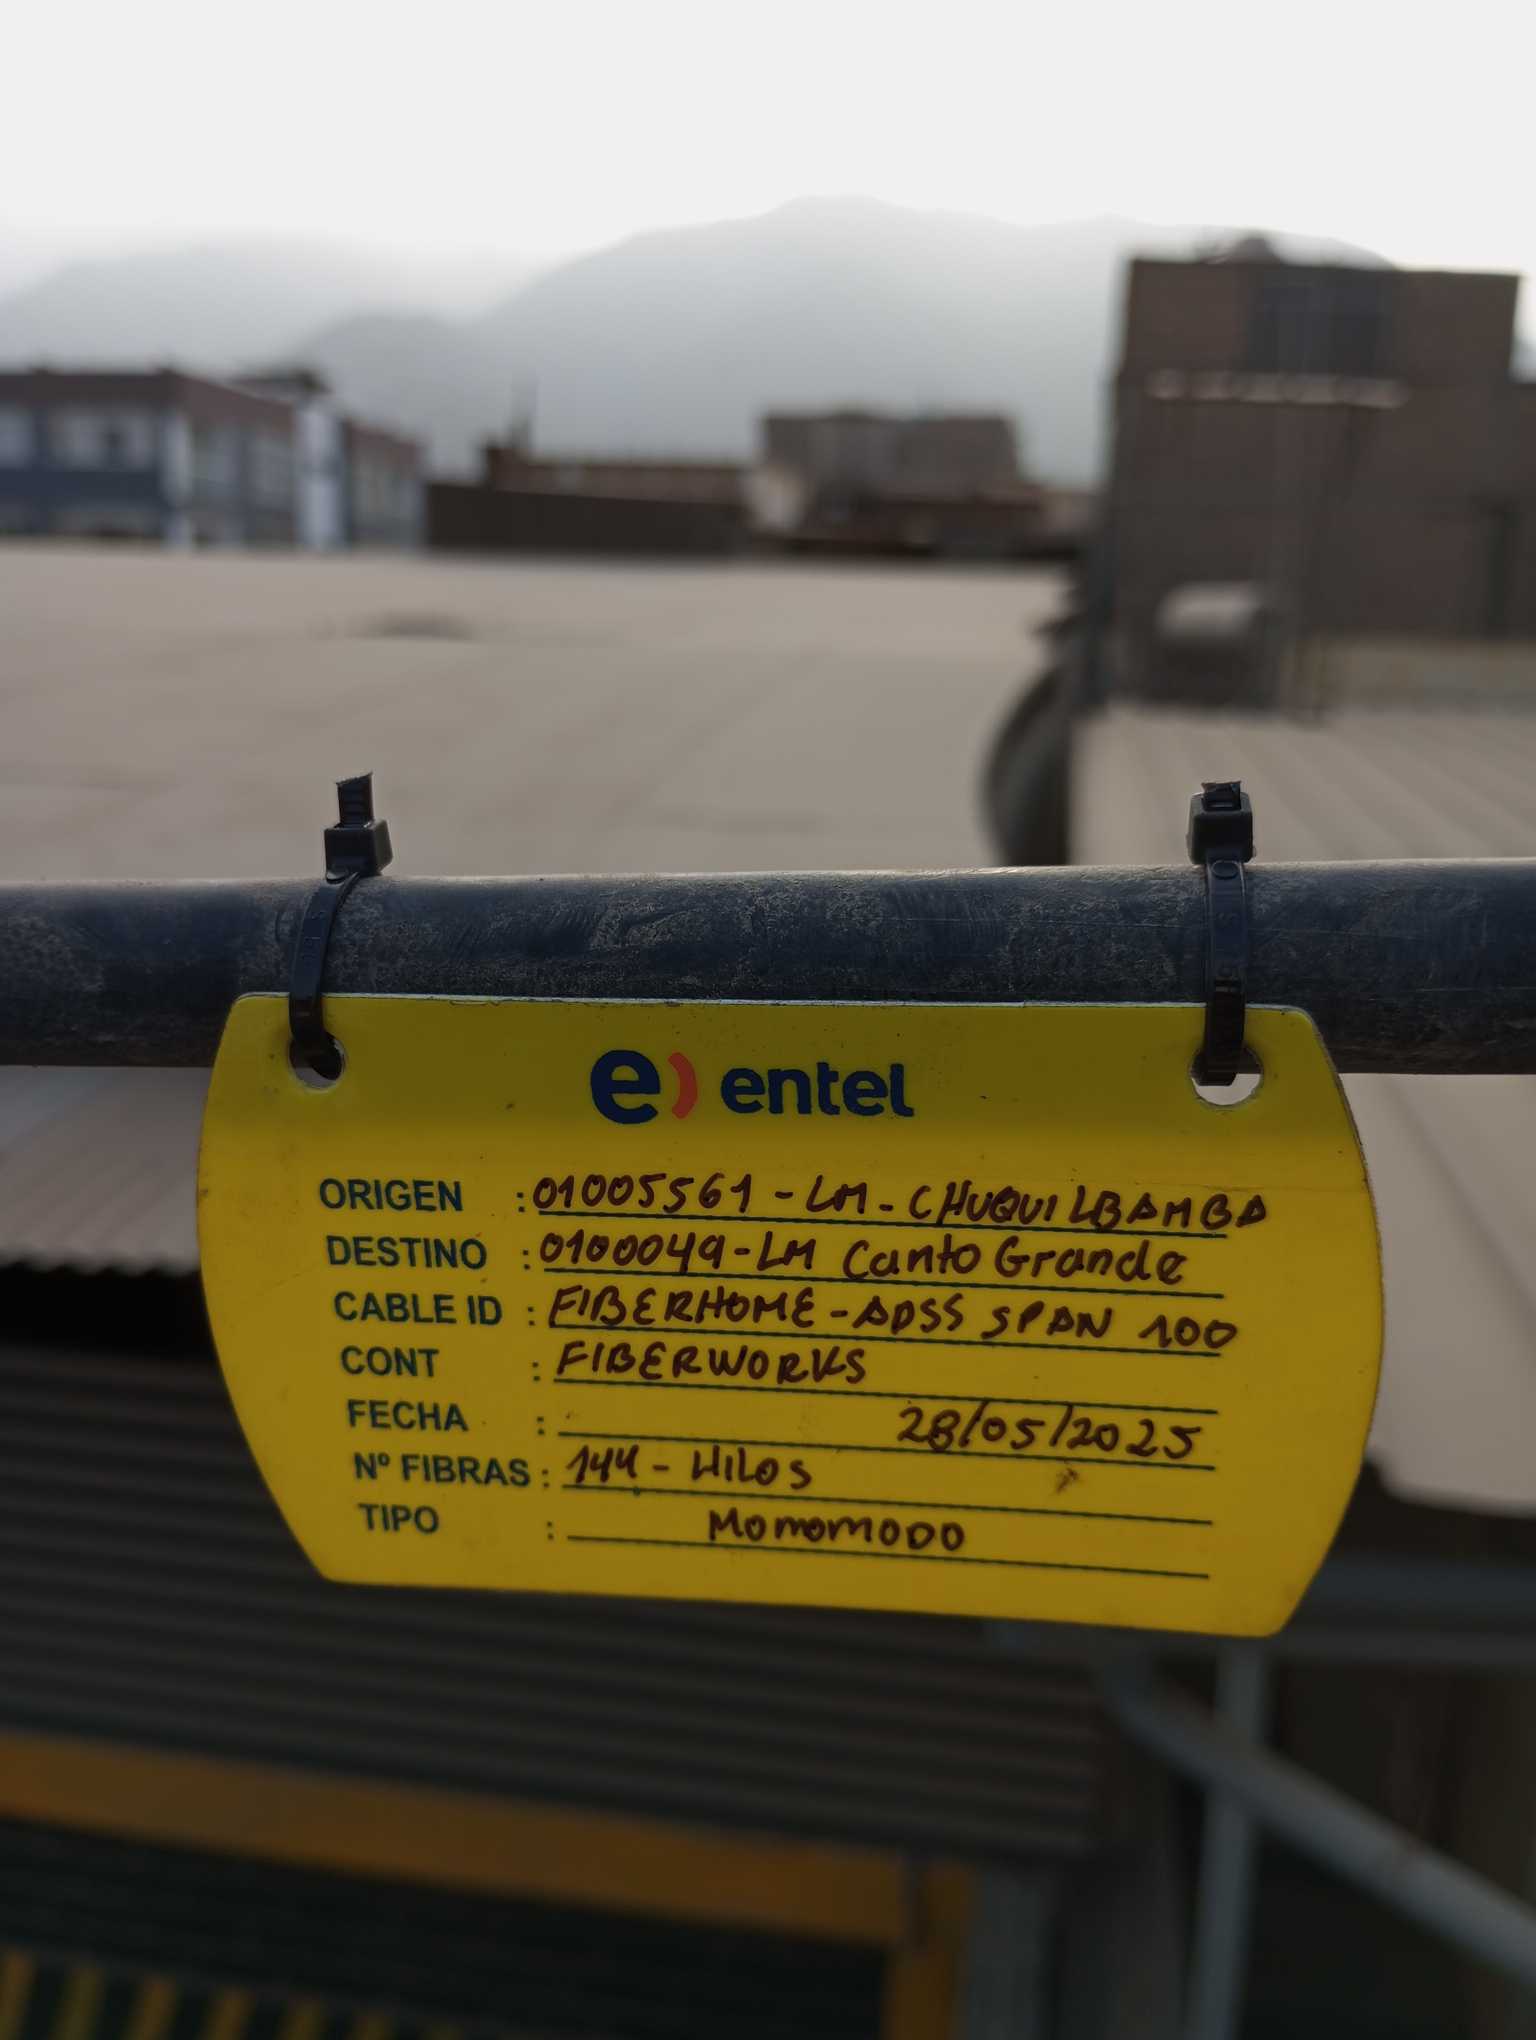 e) entel
ORIGEN : 01005561 - LM - CHUQUILBAMBA
DESTINO : 0100049 - LM Canto Grande
CABLE ID : FIBERHOME - ADSS SPAN 100
CONT : FIBERWORKS
FECHA : 28/05/2025
Nº FIBRAS : 144 - HILOS
TIPO : MONOMODO